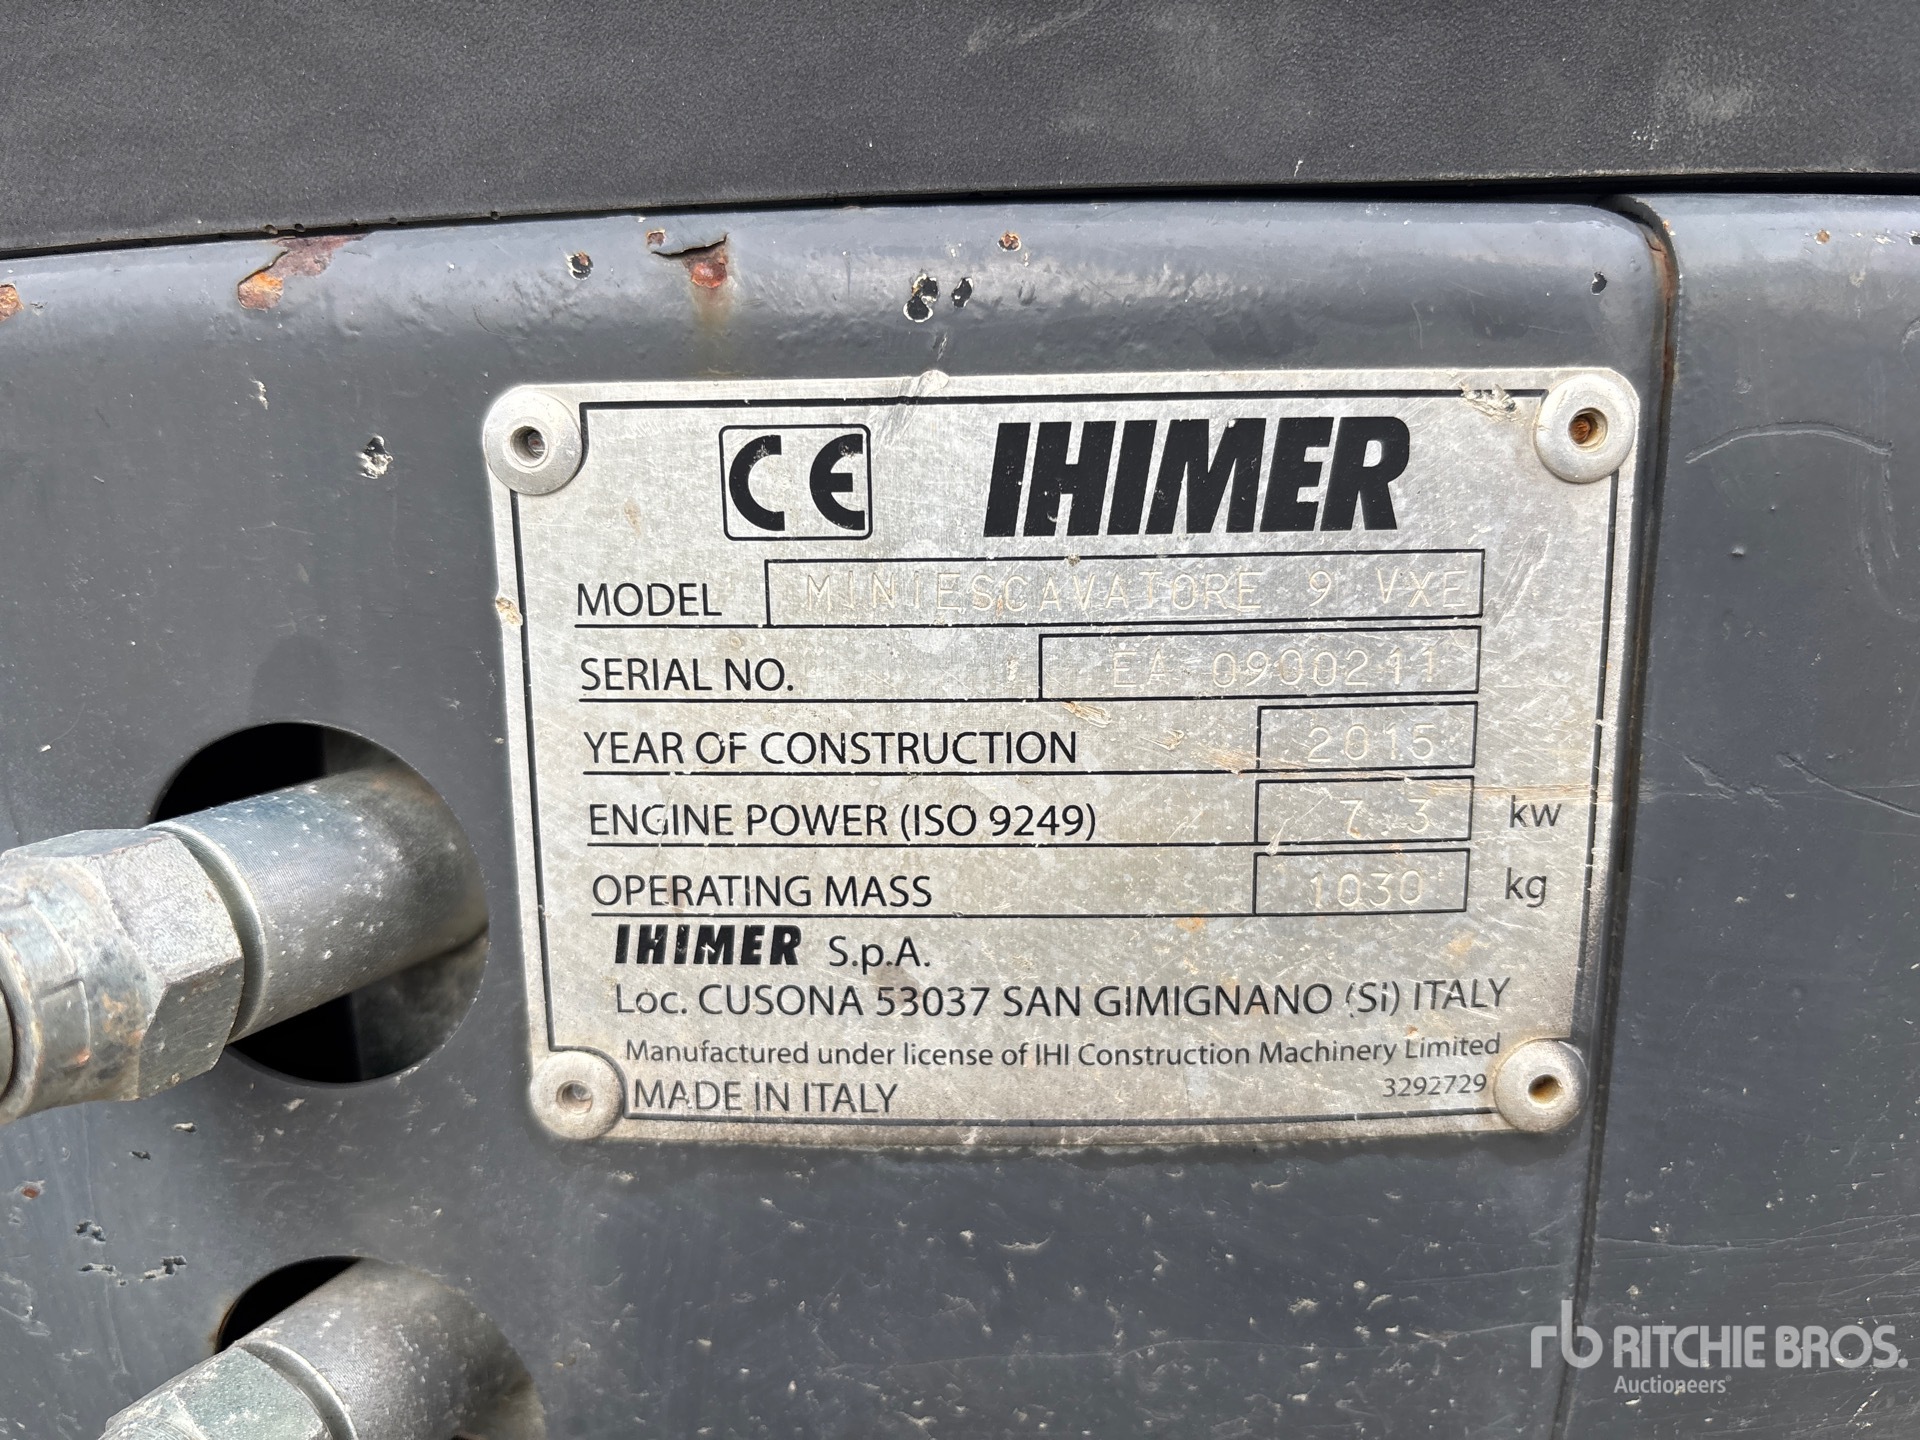 CE IHIMER
MODEL MINIESCAVATORE 9 VXE
SERIAL NO. EA 0900211
YEAR OF CONSTRUCTION 2015
ENGINE POWER (ISO 9249) 7.3 kw
OPERATING MASS 1030 kg
IHIMER S.p.A.
Loc. CUSONA 53037 SAN GIMIGNANO (Si) ITALY
Manufactured under license of IHI Construction Machinery Limited
MADE IN ITALY 3292729
rb RITCHIE BROS.
Auctioneers